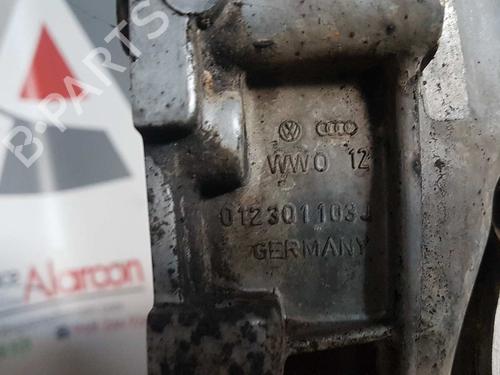 B-PARTS
WWO 12
012301103J
GERMANY
Alarcon